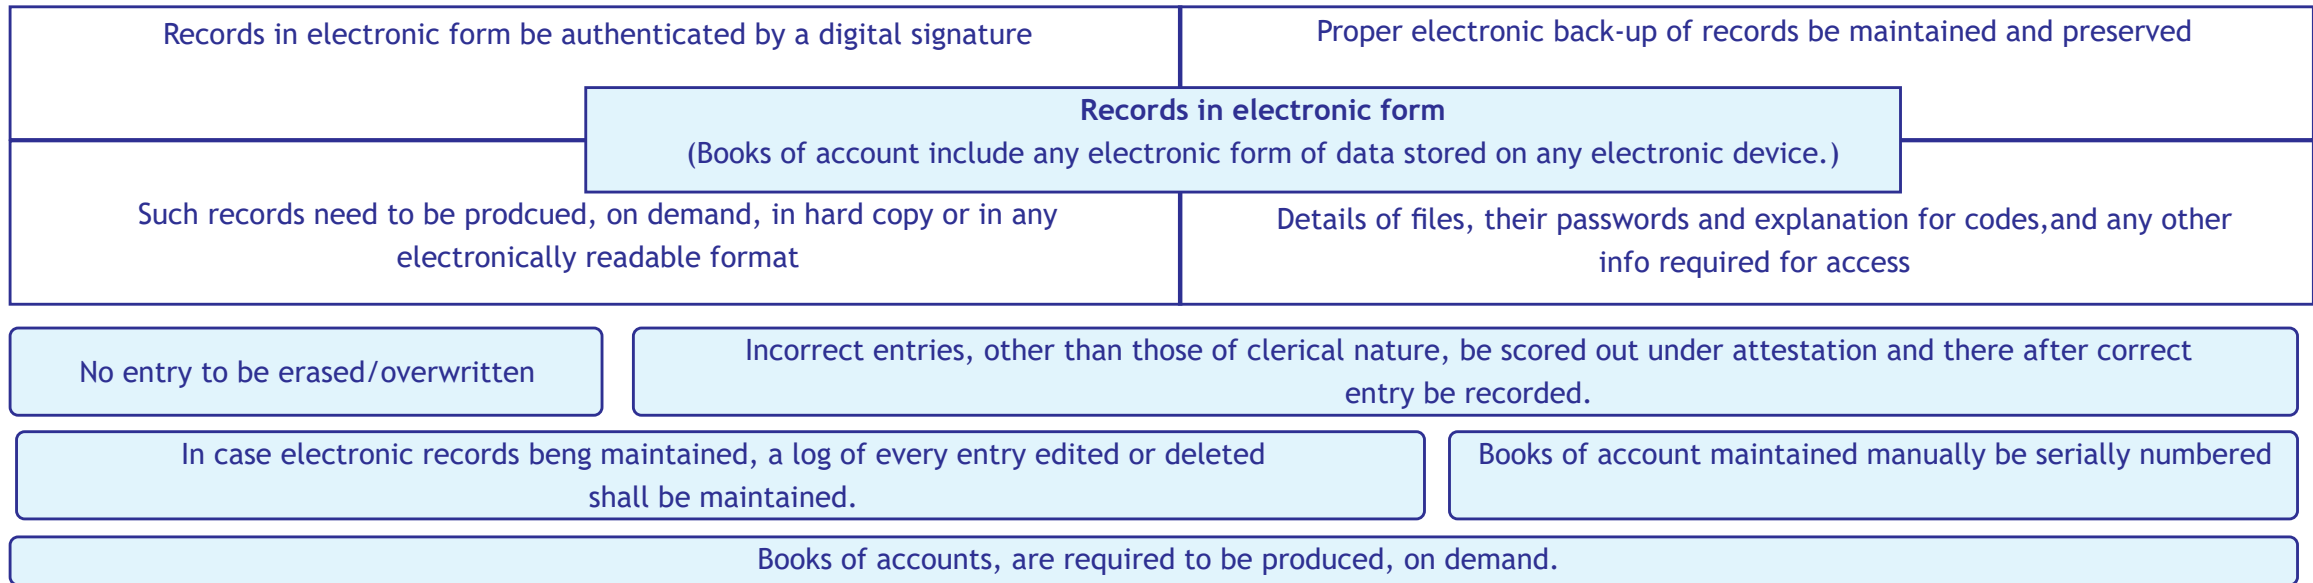 Records in electronic form be authenticated by a digital signature
Proper electronic back-up of records be maintained and preserved
Records in electronic form
(Books of account include any electronic form of data stored on any electronic device.)
Such records need to be prodcued, on demand, in hard copy or in any
electronically readable format
Details of files, their passwords and explanation for codes,and any other
info required for access
No entry to be erased/overwritten
Incorrect entries, other than those of clerical nature, be scored out under attestation and there after correct
entry be recorded.
In case electronic records beng maintained, a log of every entry edited or deleted
shall be maintained.
Books of account maintained manually be serially numbered
Books of accounts, are required to be produced, on demand.